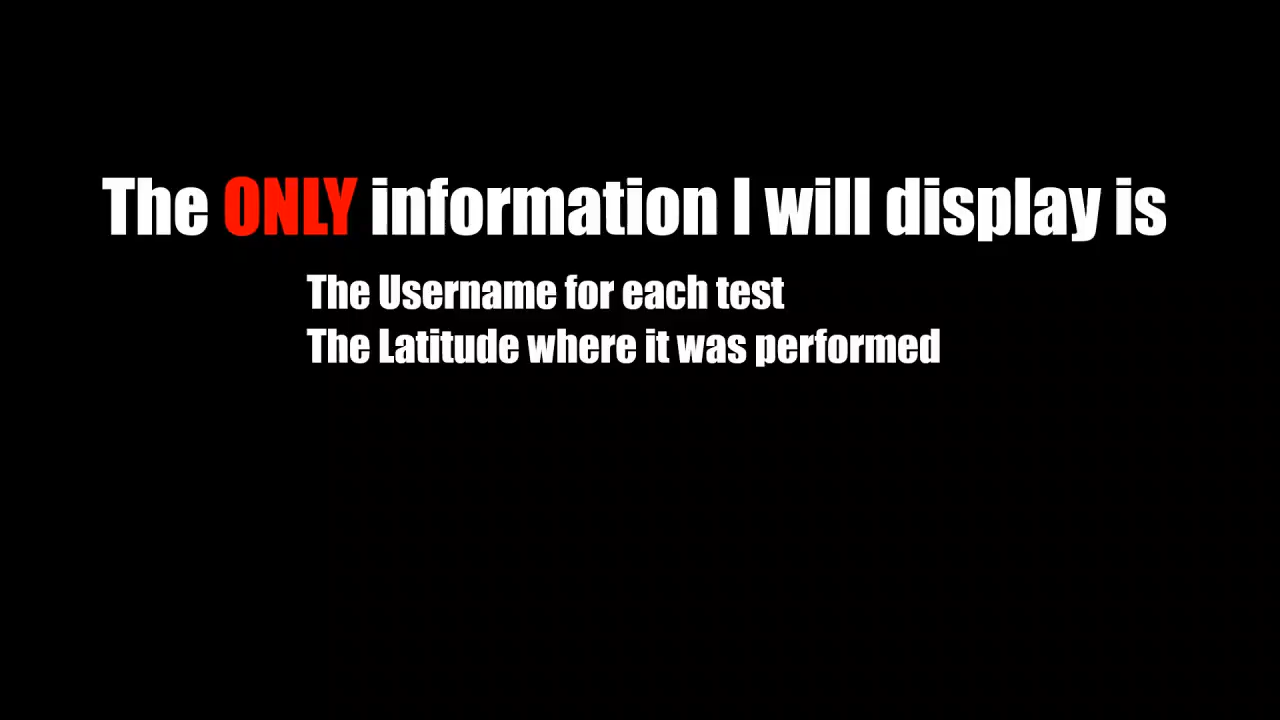 The ONLY information I will display is
The Username for each test
The Latitude where it was performed